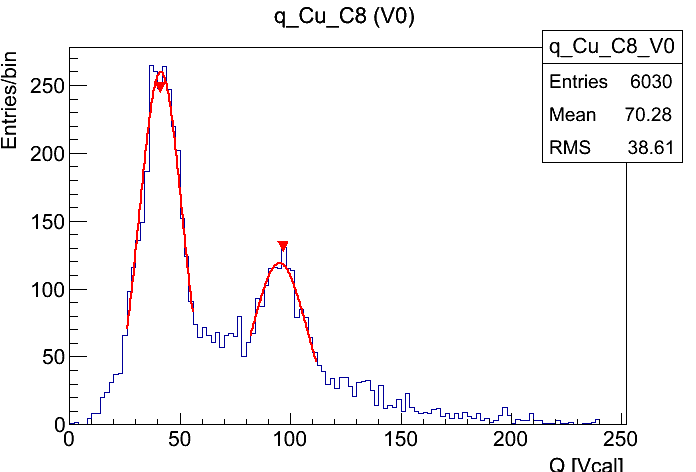 q_Cu_C8 (V0)
q_Cu_C8_V0
Entries 6030
Mean 70.28
RMS 38.61
Entries/bin
250
200
150
100
50
0
0 50 100 150 200 250
Q [Vcal]